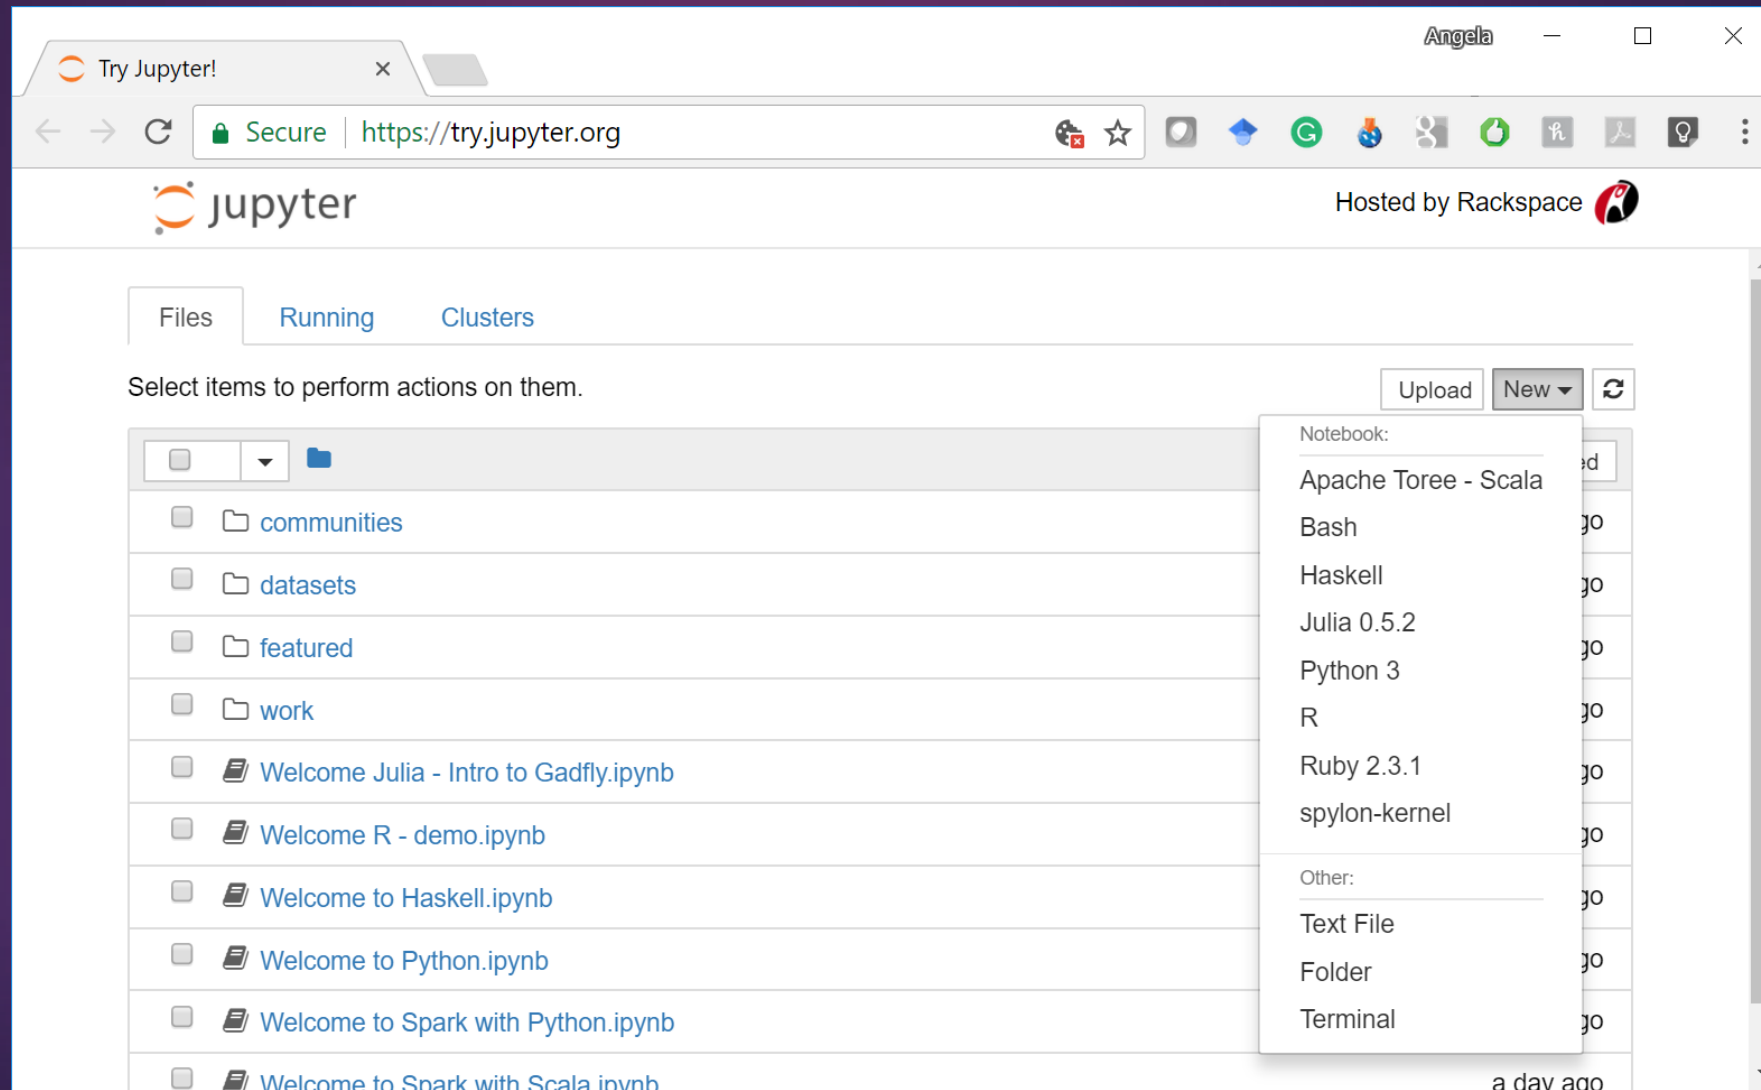 Angela
Try Jupyter!
Secure
https://try.jupyter.org
jupyter
Hosted by Rackspace
Files Running Clusters
Select items to perform actions on them.
Upload New
Notebook:
Apache Toree - Scala
communities
Bash
datasets
Haskell
featured
Julia 0.5.2
work
Python 3
R
Welcome Julia - Intro to Gadfly.ipynb
Ruby 2.3.1
Welcome R - demo.ipynb
spylon-kernel
Welcome to Haskell.ipynb
Other:
Welcome to Python.ipynb
Text File
Folder
Welcome to Spark with Python.ipynb
Terminal
Welcome to Spark with Scala.ipynb
a day ago